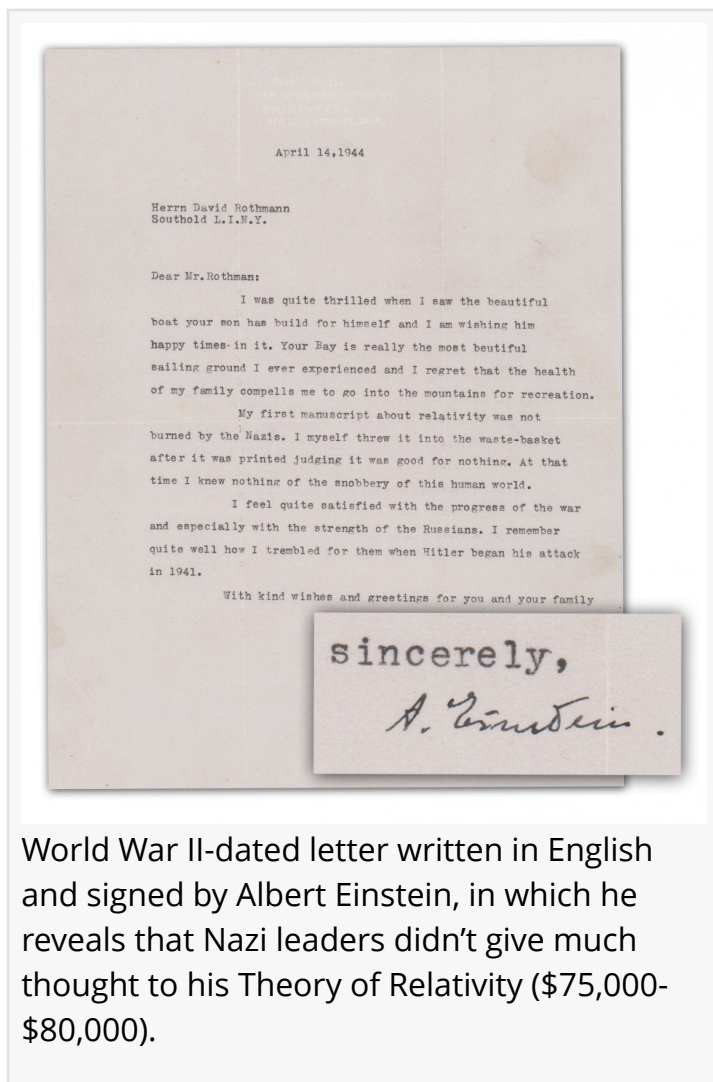 April 14,1944
Herrn David Rothmann
Southold L.I.N.Y.
Dear Mr.Rothman:
I was quite thrilled when I saw the beautiful
boat your son has build for himself and I am wishing him
happy times in it. Your Bay is really the most beutiful
sailing ground I ever experienced and I regret that the health
of my family compells me to go into the mountains for recreation.
My first manuscript about relativity was not
burned by the Nazis. I myself threw it into the waste-basket
after it was printed judging it was good for nothing. At that
time I knew nothing of the snobbery of this human world.
I feel quite satisfied with the progress of the war
and especially with the strength of the Russians. I remember
quite well how I trembled for them when Hitler began his attack
in 1941.
With kind wishes and greetings for you and your family
sincerely,
A. Einstein.
World War II-dated letter written in English
and signed by Albert Einstein, in which he
reveals that Nazi leaders didn’t give much
thought to his Theory of Relativity ($75,000-
$80,000).